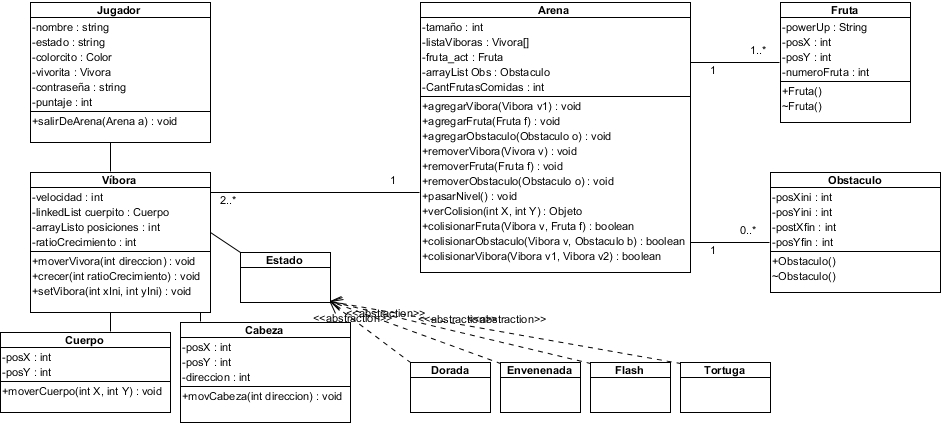 Jugador
-nombre : string
-estado : string
-colorcito : Color
-vivorita : Vivora
-contraseña : string
-puntaje : int
+salirDeArena(Arena a) : void
Arena
-tamaño : int
-listaViboras : Vivora[]
-fruta_act : Fruta
-arrayList Obs : Obstaculo
-CantFrutasComidas : int
+agregarVibora(Vibora v1) : void
+agregarFruta(Fruta f) : void
+agregarObstaculo(Obstaculo o) : void
+removerVibora(Vivora v) : void
+removerFruta(Fruta f) : void
+removerObstaculo(Obstaculo o) : void
+pasarNivel() : void
+verColision(int X, int Y) : Objeto
+colisionarFruta(Vibora v, Fruta f) : boolean
+colisionarObstaculo(Vibora v, Obstaculo b) : boolean
+colisionarVibora(Vibora v1, Vibora v2) : boolean
Fruta
-powerUp : String
-posX : int
-posY : int
-numeroFruta : int
+Fruta()
~Fruta()
1..*
1
Víbora
-velocidad : int
-linkedList cuerpito : Cuerpo
-arrayListo posiciones : int
-ratioCrecimiento : int
+moverVivora(int direccion) : void
+crecer(int ratioCrecimiento) : void
+setVibora(int xIni, int yIni) : void
1
2..*
Obstaculo
-posXini : int
-posYini : int
-postXfin : int
-posYfin : int
+Obstaculo()
~Obstaculo()
0..*
1
Estado
<<abstraction>>
<<abstraction>>
<<abstraction>>
<<abstraction>>
Cuerpo
-posX : int
-posY : int
+moverCuerpo(int X, int Y) : void
Cabeza
-posX : int
-posY : int
-direccion : int
+movCabeza(int direccion) : void
Dorada
Envenenada
Flash
Tortuga